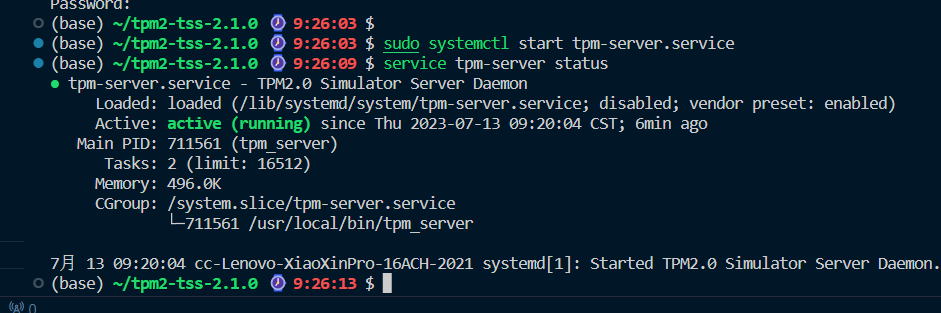 Password:
(base) ~/tpm2-tss-2.1.0 ⌚ 9:26:03 $
(base) ~/tpm2-tss-2.1.0 ⌚ 9:26:03 $ sudo systemctl start tpm-server.service
(base) ~/tpm2-tss-2.1.0 ⌚ 9:26:09 $ service tpm-server status
● tpm-server.service - TPM2.0 Simulator Server Daemon
Loaded: loaded (/lib/systemd/system/tpm-server.service; disabled; vendor preset: enabled)
Active: active (running) since Thu 2023-07-13 09:20:04 CST; 6min ago
Main PID: 711561 (tpm_server)
Tasks: 2 (limit: 16512)
Memory: 496.0K
CGroup: /system.slice/tpm-server.service
└─711561 /usr/local/bin/tpm_server
7月 13 09:20:04 cc-Lenovo-XiaoXinPro-16ACH-2021 systemd[1]: Started TPM2.0 Simulator Server Daemon.
(base) ~/tpm2-tss-2.1.0 ⌚ 9:26:13 $
0